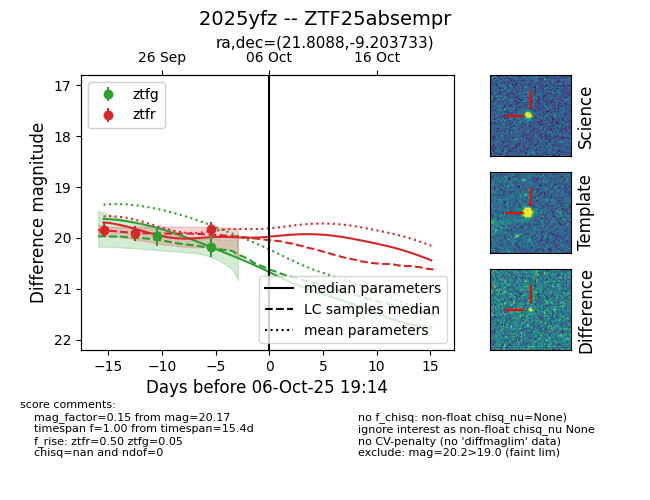 2025yfz -- ZTF25absempr
ra,dec=(21.8088,-9.203733)
26 Sep 06 Oct 16 Oct
ztfg
ztfr
17
18
19
20
21
22
Difference magnitude
median parameters
LC samples median
mean parameters
−15 −10 −5 0 5 10 15
Days before 06-Oct-25 19:14
Science
Template
Difference
score comments:
mag_factor=0.15 from mag=20.17
timespan f=1.00 from timespan=15.4d
f_rise: ztfr=0.50 ztfg=0.05
chisq=nan and ndof=0
no f_chisq: non-float chisq_nu=None)
ignore interest as non-float chisq_nu None
no CV-penalty (no 'diffmaglim' data)
exclude: mag=20.2>19.0 (faint lim)